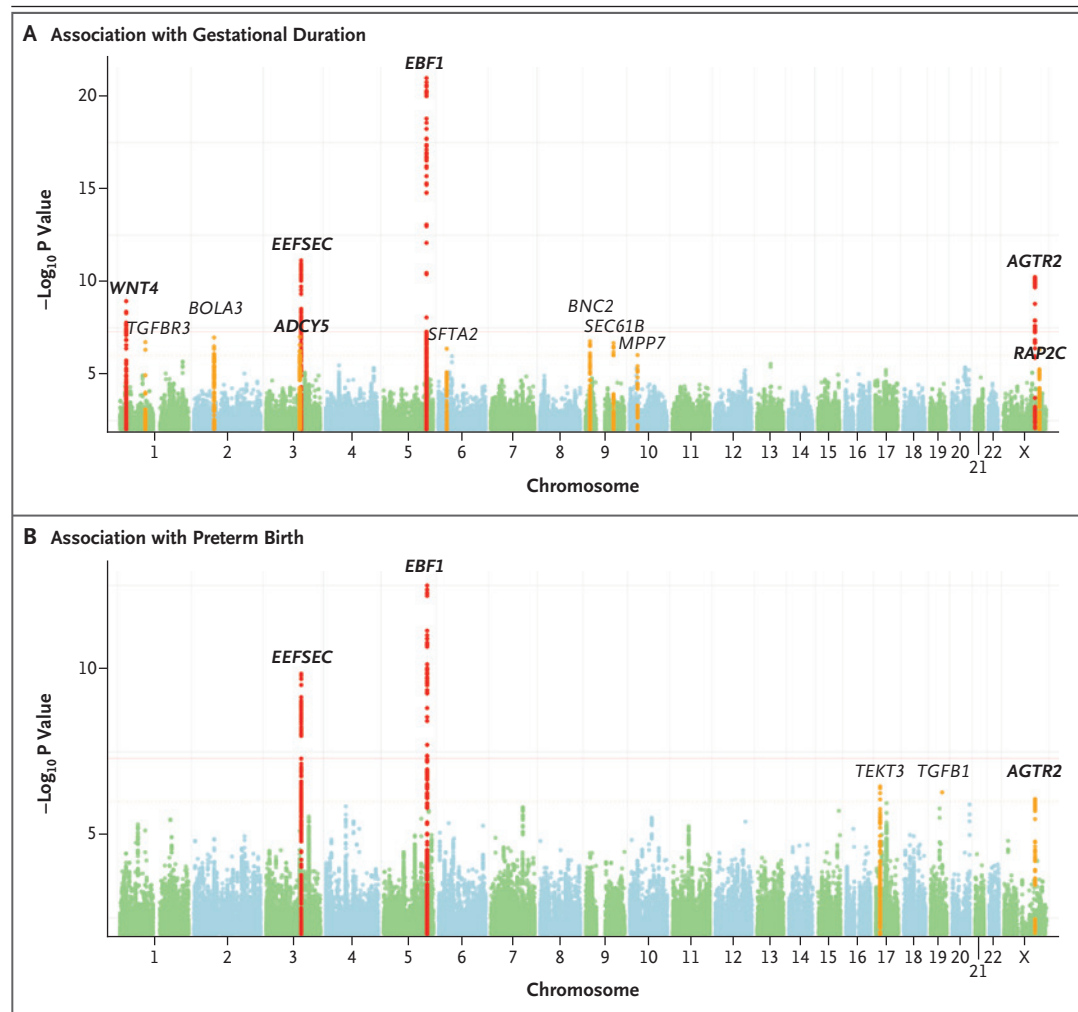 A Association with Gestational Duration
EBF1
20
15
EEFSEC
AGTR2
10
WNT4
BNC2
BOLA3
TGFBR3
ADCY5
SEC61B
SFTA2
MPP7
RAP2C
5
−Log10 P Value
1 2 3 4 5 6 7 8 9 10 11 12 13 14 15 16 17 18 19 20 22 X
21
Chromosome
B Association with Preterm Birth
EBF1
EEFSEC
10
TEKT3 TGFB1 AGTR2
5
−Log10 P Value
1 2 3 4 5 6 7 8 9 10 11 12 13 14 15 16 17 18 19 20 22 X
21
Chromosome